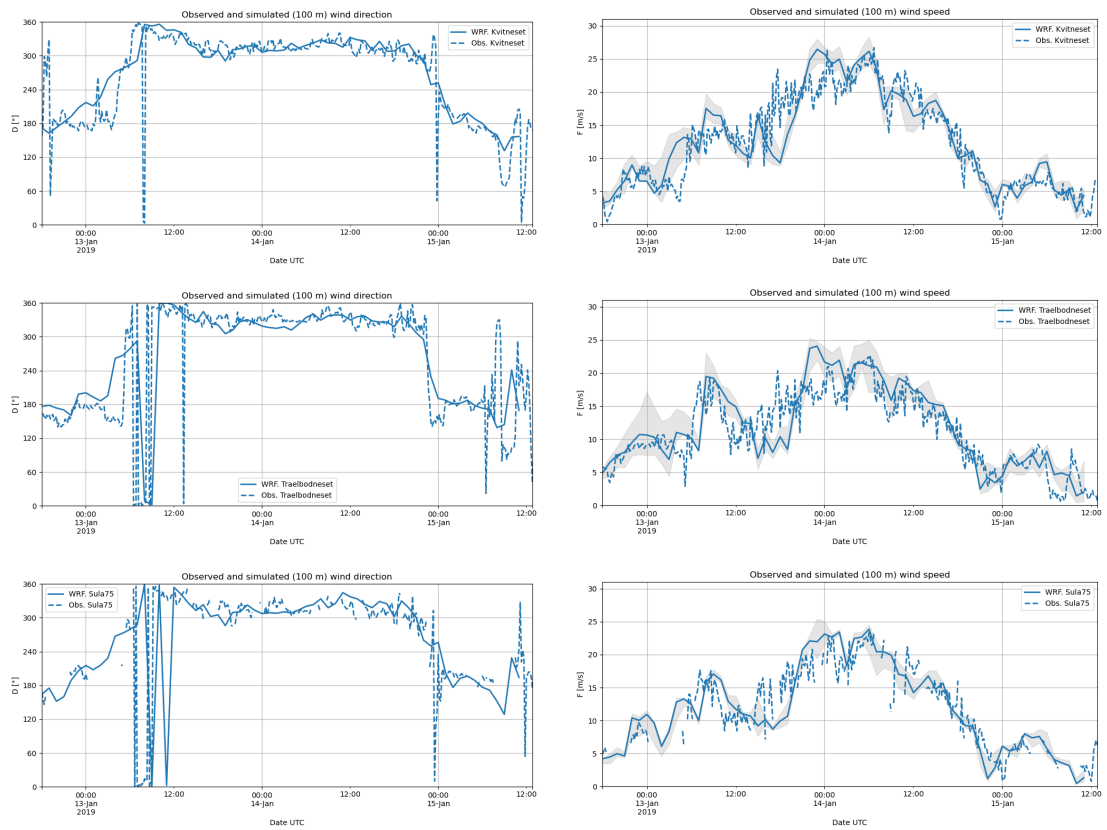 Observed and simulated (100 m) wind direction
WRF. Kvitneset
Obs. Kvitneset
D [°]
360
300
240
180
120
60
0
00:00
13-Jan
2019
12:00
00:00
14-Jan
12:00
00:00
15-Jan
12:00
Date UTC
Observed and simulated (100 m) wind speed
WRF. Kvitneset
Obs. Kvitneset
F [m/s]
30
25
20
15
10
5
0
00:00
13-Jan
2019
12:00
00:00
14-Jan
12:00
00:00
15-Jan
12:00
Date UTC
Observed and simulated (100 m) wind direction
WRF. Traelbodneset
Obs. Traelbodneset
D [°]
360
300
240
180
120
60
0
00:00
13-Jan
2019
12:00
00:00
14-Jan
12:00
00:00
15-Jan
12:00
Date UTC
Observed and simulated (100 m) wind speed
WRF. Traelbodneset
Obs. Traelbodneset
F [m/s]
30
25
20
15
10
5
0
00:00
13-Jan
2019
12:00
00:00
14-Jan
12:00
00:00
15-Jan
12:00
Date UTC
Observed and simulated (100 m) wind direction
WRF. Sula75
Obs. Sula75
D [°]
360
300
240
180
120
60
0
00:00
13-Jan
2019
12:00
00:00
14-Jan
12:00
00:00
15-Jan
12:00
Date UTC
Observed and simulated (100 m) wind speed
WRF. Sula75
Obs. Sula75
F [m/s]
30
25
20
15
10
5
0
00:00
13-Jan
2019
12:00
00:00
14-Jan
12:00
00:00
15-Jan
12:00
Date UTC